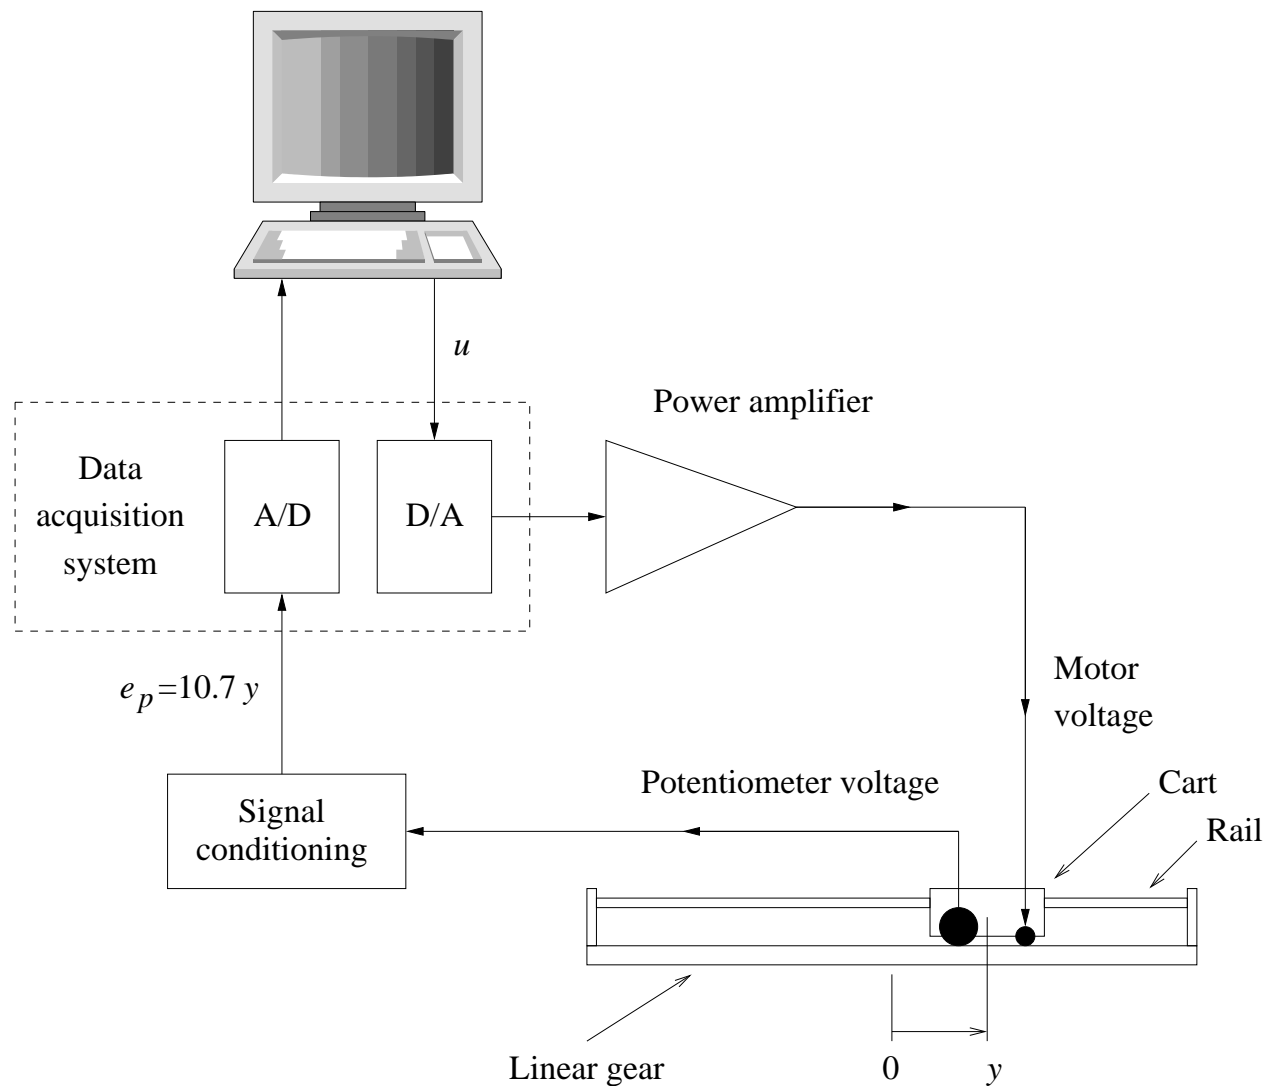 u
Power amplifier
Data
acquisition
system
A/D
D/A
e_p=10.7 y
Motor
voltage
Potentiometer voltage
Cart
Rail
Signal
conditioning
Linear gear
0
y